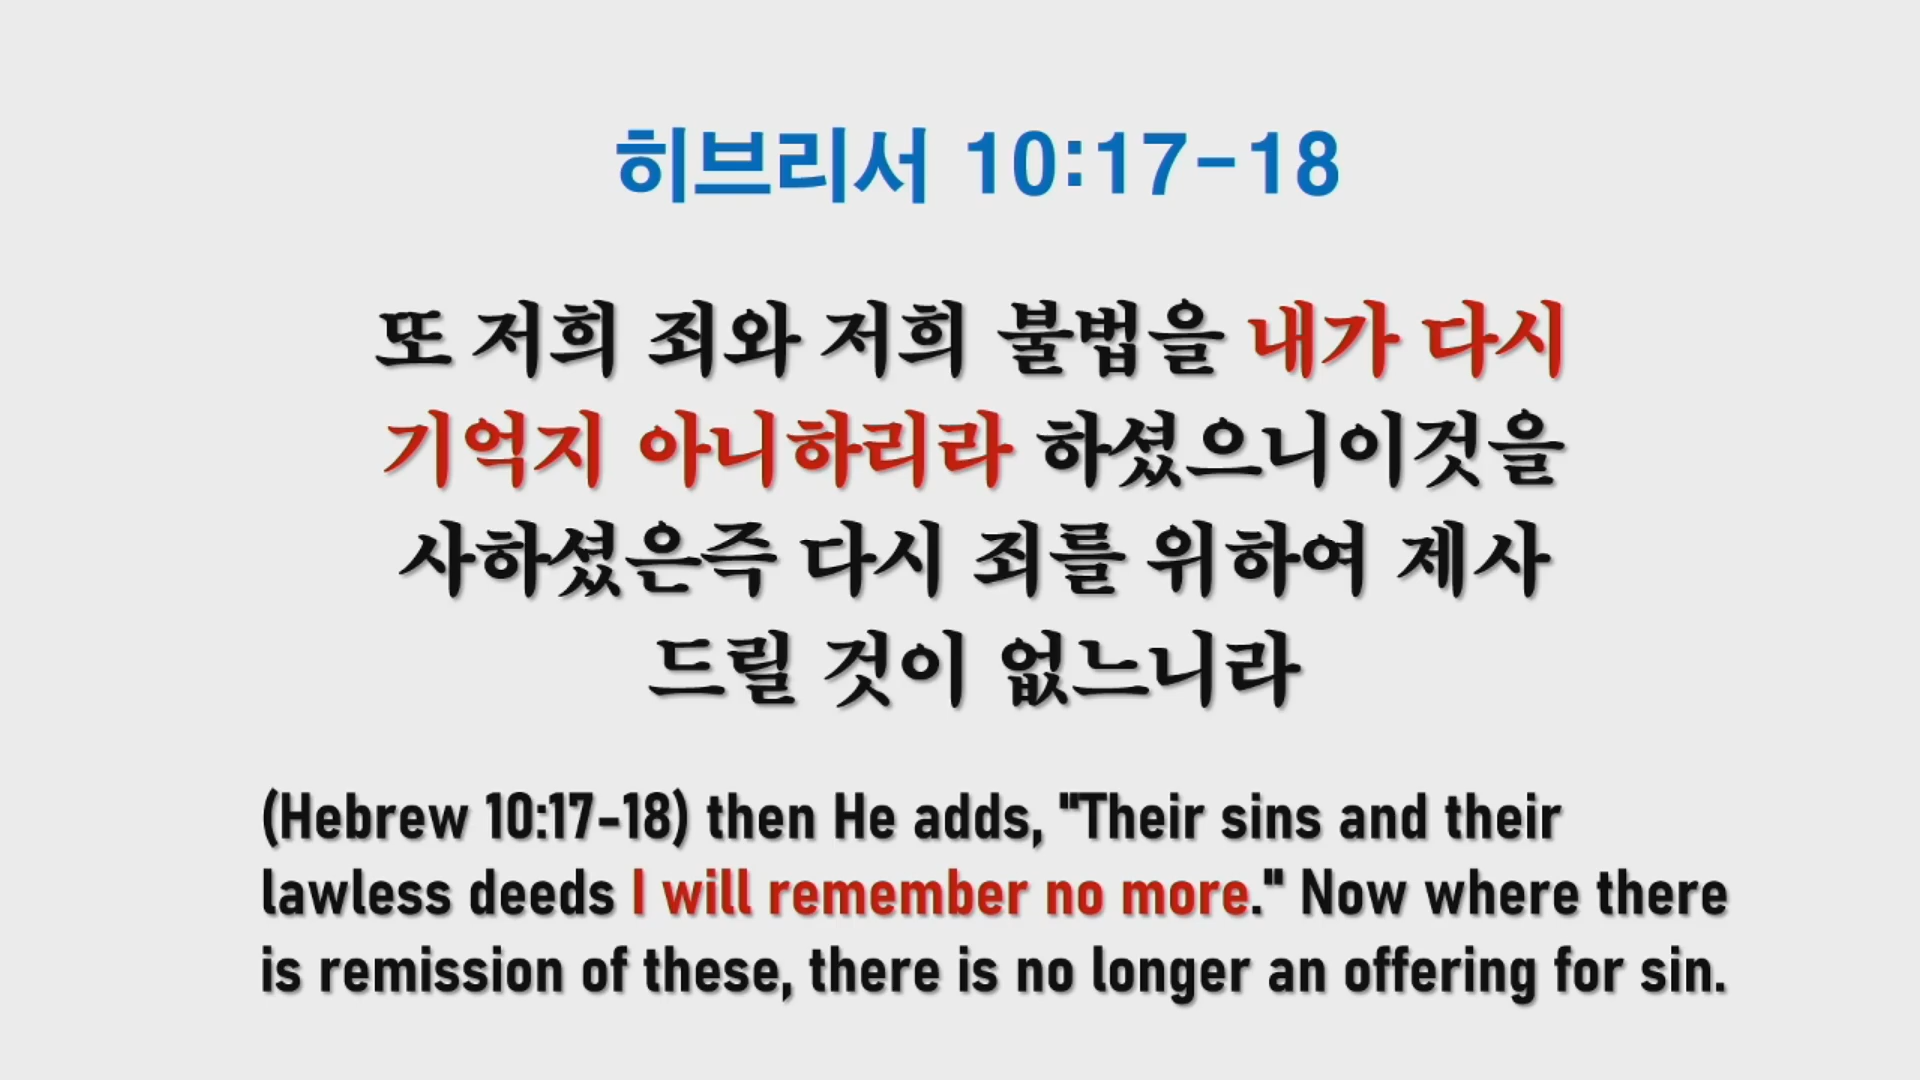 히브리서 10:17-18
또 저희 죄와 저희 불법을 내가 다시
기억지 아니하리라 하셨으니이것을
사하셨은즉 다시 죄를 위하여 제사
드릴 것이 없느니라
(Hebrew 10:17-18) then He adds, "Their sins and their
lawless deeds I will remember no more." Now where there
is remission of these, there is no longer an offering for sin.